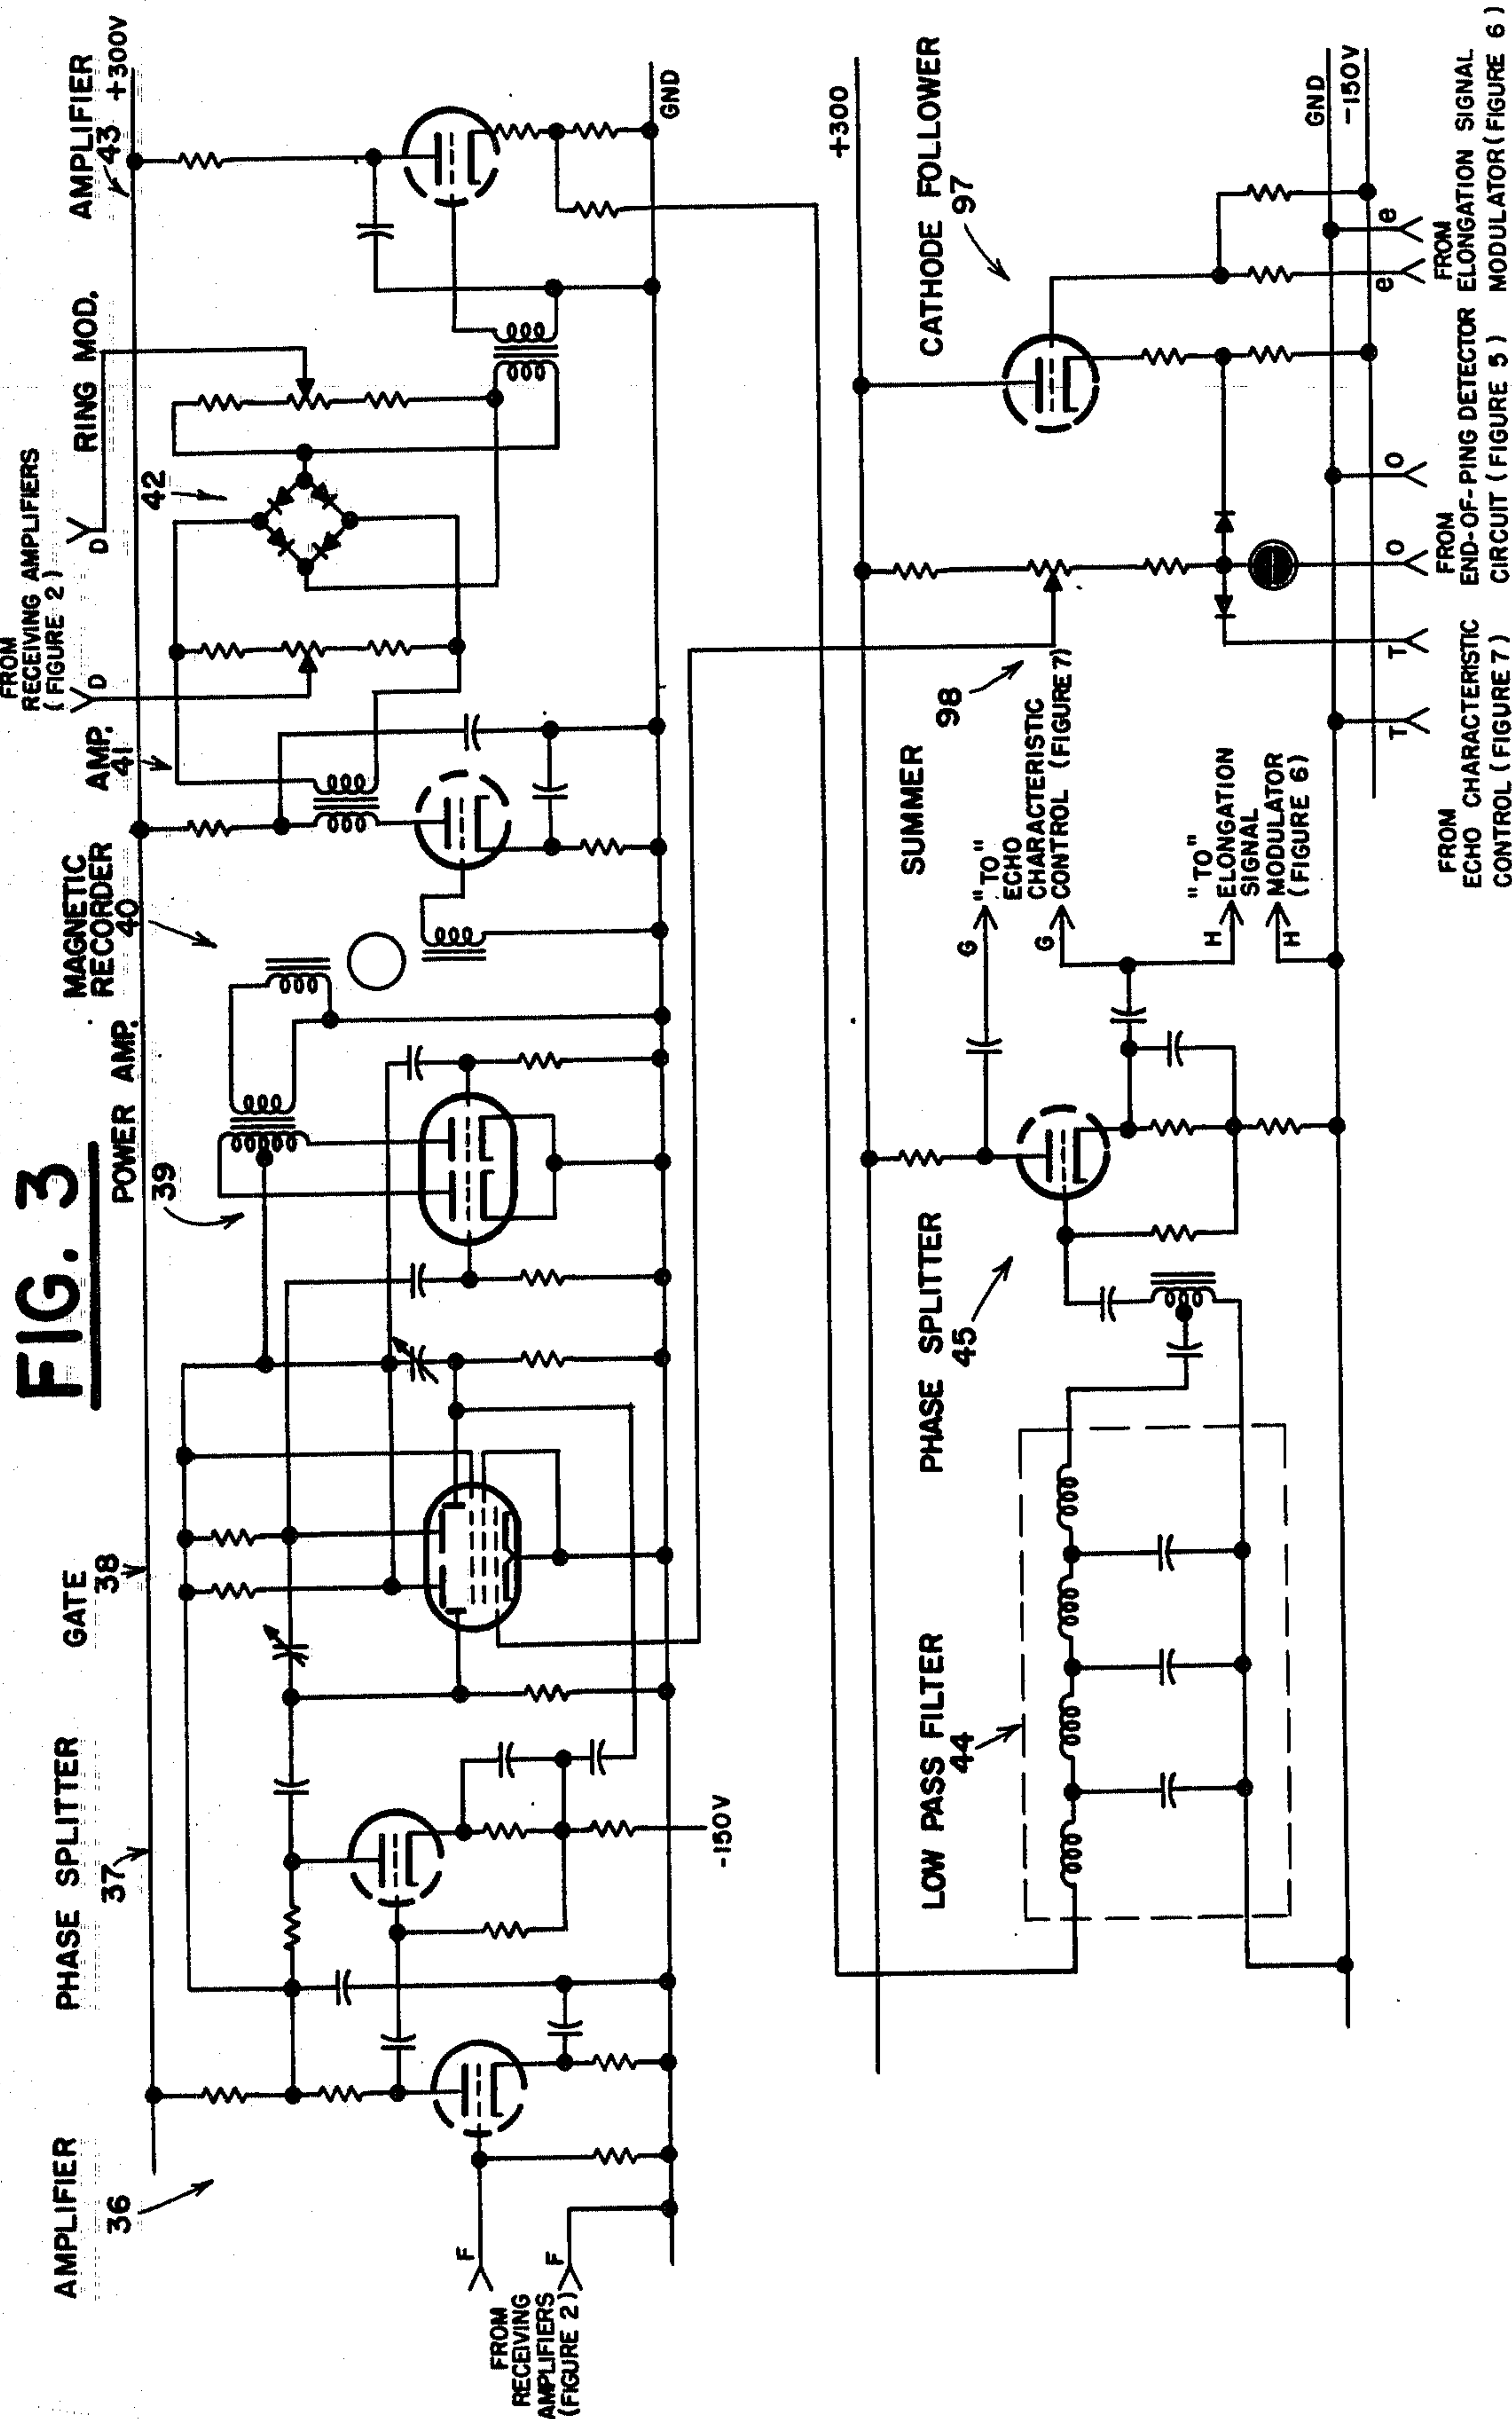 FIG. 3
AMPLIFIER
36
PHASE SPLITTER
37
GATE
38
POWER AMP.
39
MAGNETIC
RECORDER
40
AMP.
41
FROM
RECEIVING AMPLIFIERS
(FIGURE 2)
D
D
RING MOD.
42
AMPLIFIER
43
+300V
GND
-150V
F
F
FROM
RECEIVING
AMPLIFIERS
(FIGURE 2)
LOW PASS FILTER
44
PHASE SPLITTER
45
SUMMER
98
CATHODE FOLLOWER
97
+300
G
G
"TO"
ECHO
CHARACTERISTIC
CONTROL (FIGURE 7)
H
H
"TO"
ELONGATION
SIGNAL
MODULATOR
(FIGURE 6)
GND
-150V
T
T
O
O
e
e
FROM
ECHO CHARACTERISTIC
CONTROL (FIGURE 7)
FROM
END-OF-PING DETECTOR
CIRCUIT (FIGURE 5)
FROM
ELONGATION SIGNAL
MODULATOR (FIGURE 6)